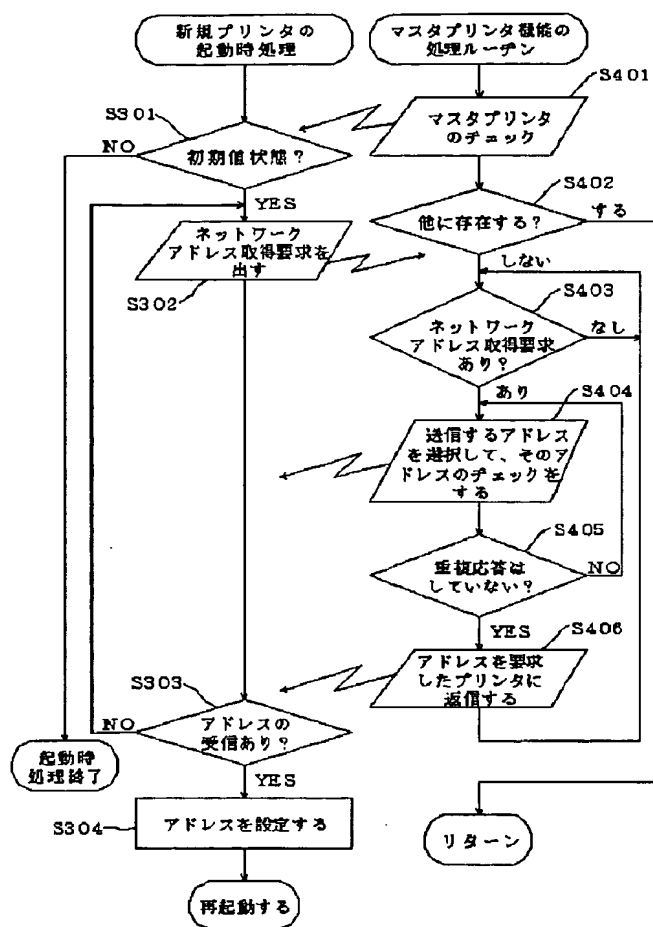 新規プリンタの
起動時処理
マスタプリンタ機能の
処理ルーチン
S401
マスタプリンタ
のチェック
S301
NO
初期値状態?
YES
S402
他に存在する?
する
しない
ネットワーク
アドレス取得要求を
出す
S302
S403
ネットワーク
アドレス取得要求
あり?
なし
あり
S404
送信するアドレス
を選択して、そのア
ドレスのチェックを
する
S405
重複応答は
していない?
NO
YES
S406
アドレスを要求
したプリンタに
返信する
S303
NO
アドレスの
受信あり?
YES
起動時
処理終了
S304
アドレスを設定する
リターン
再起動する